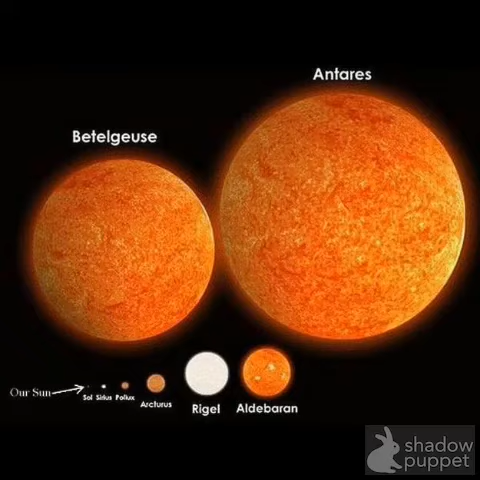 Antares
Betelgeuse
Our Sun
Sol Sirius Pollux
Arcturus
Rigel
Aldebaran
shadow
puppet